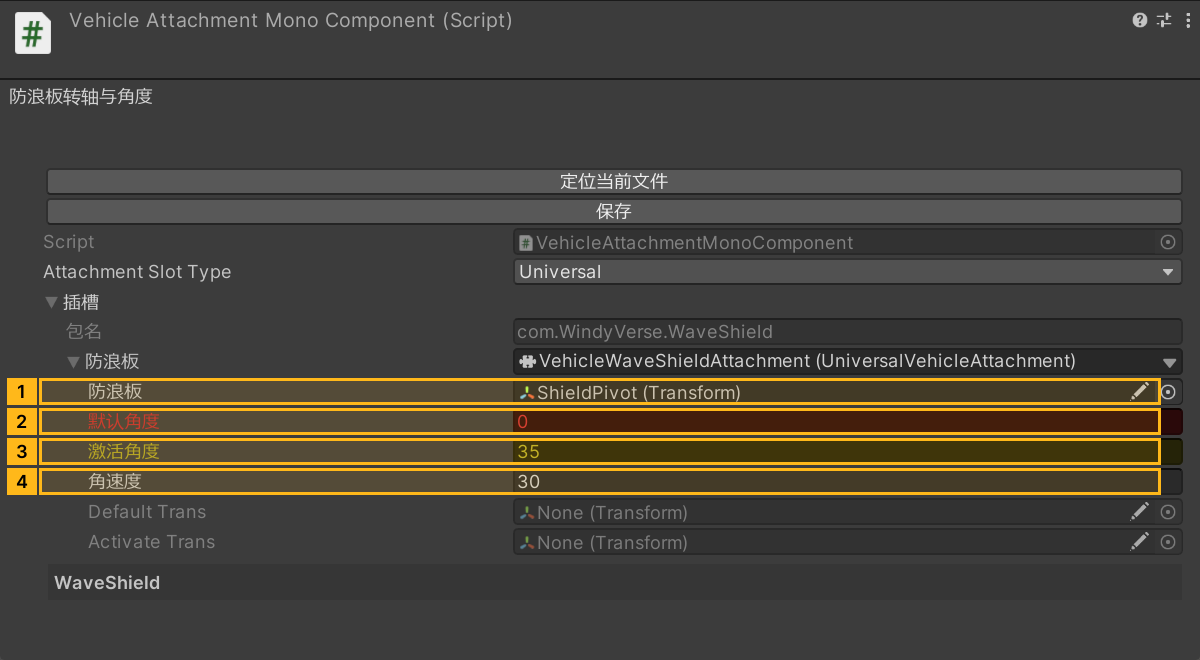 Vehicle Attachment Mono Component (Script)
防浪板转轴与角度
定位当前文件
保存
Script VehicleAttachmentMonoComponent
Attachment Slot Type Universal
插槽
包名 com.WindyVerse.WaveShield
防浪板 VehicleWaveShieldAttachment (UniversalVehicleAttachment)
1 防浪板 ShieldPivot (Transform)
2 默认角度 0
3 激活角度 35
4 角速度 30
Default Trans None (Transform)
Activate Trans None (Transform)
WaveShield